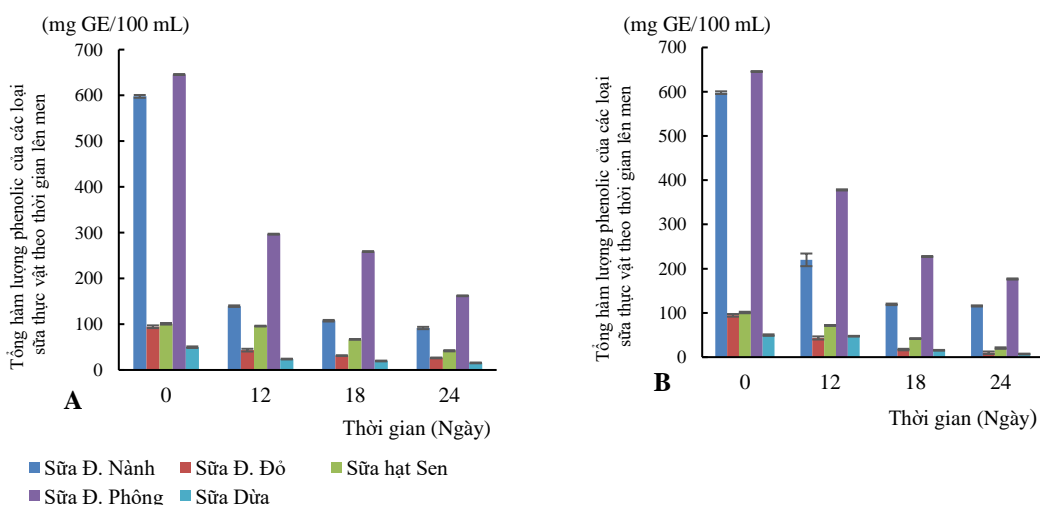 (mg GE/100 mL)
Tổng hàm lượng phenolic của các loại
sữa thực vật theo thời gian lên men
700
600
500
400
300
200
100
0
0 12 18 24
A
Thời gian (Ngày)
(mg GE/100 mL)
Tổng hàm lượng phenolic của các loại
sữa thực vật theo thời gian lên men
700
600
500
400
300
200
100
0
0 12 18 24
B
Thời gian (Ngày)
Sữa Đ. Nành Sữa Đ. Đỏ Sữa hạt Sen
Sữa Đ. Phông Sữa Dừa